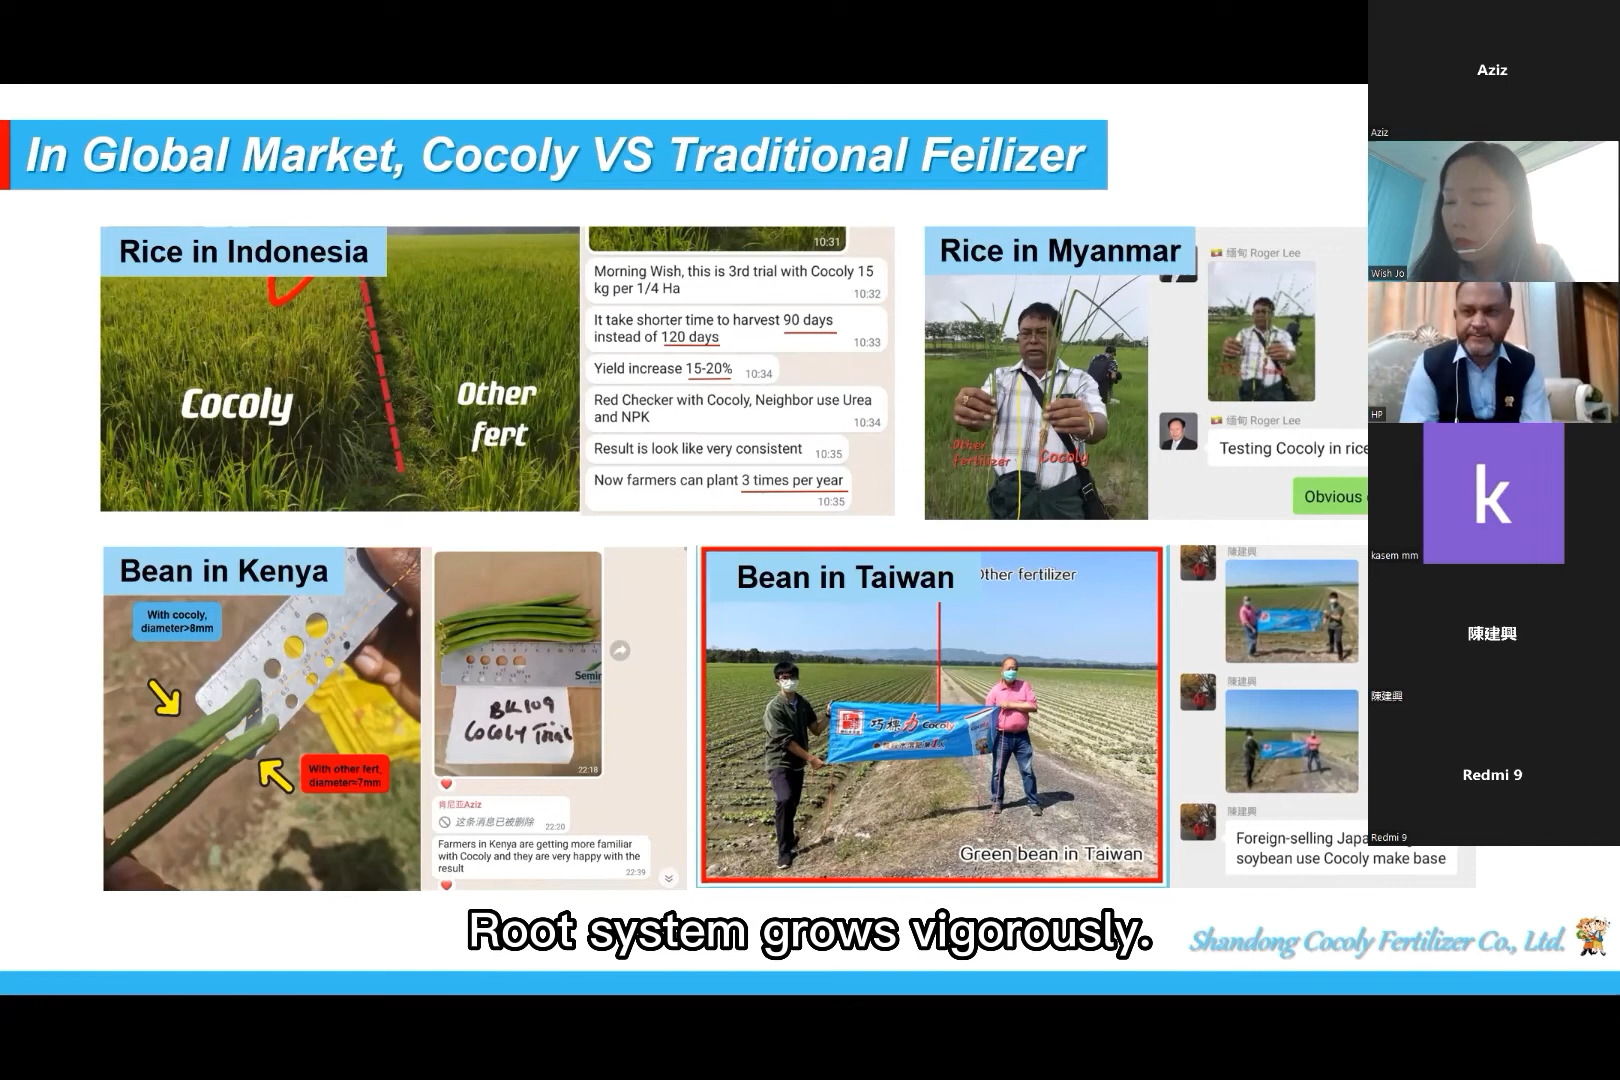 In Global Market, Cocoly VS Traditional Feilizer
Rice in Indonesia
Cocoly
Other
fert
10:31
Morning Wish, this is 3rd trial with Cocoly 15
kg per 1/4 Ha
10:32
It take shorter time to harvest 90 days
instead of 120 days
10:33
Yield increase 15-20%
10:34
Red Checker with Cocoly, Neighbor use Urea
and NPK
10:34
Result is look like very consistent
10:35
Now farmers can plant 3 times per year
10:35
Rice in Myanmar
Other
fertilizer
Cocoly
缅甸 Roger Lee
缅甸 Roger Lee
Testing Cocoly in rice
Obvious
Bean in Kenya
With cocoly,
diameter>8mm
With other fert,
diameter≈7mm
Semin
BK109
Cocoly Trial
22:18
肯尼亚Aziz
这条消息已被删除
22:20
Farmers in Kenya are getting more familiar
with Cocoly and they are very happy with the
result
22:39
Bean in Taiwan
Other fertilizer
Cocoly
Green bean in Taiwan
陳建興
陳建興
陳建興
Foreign-selling Japa
soybean use Cocoly make base
Root system grows vigorously.
Shandong Cocoly Fertilizer Co., Ltd.
Aziz
Aziz
Wish Jo
HP
k
kasem mm
陳建興
陳建興
Redmi 9
Redmi 9